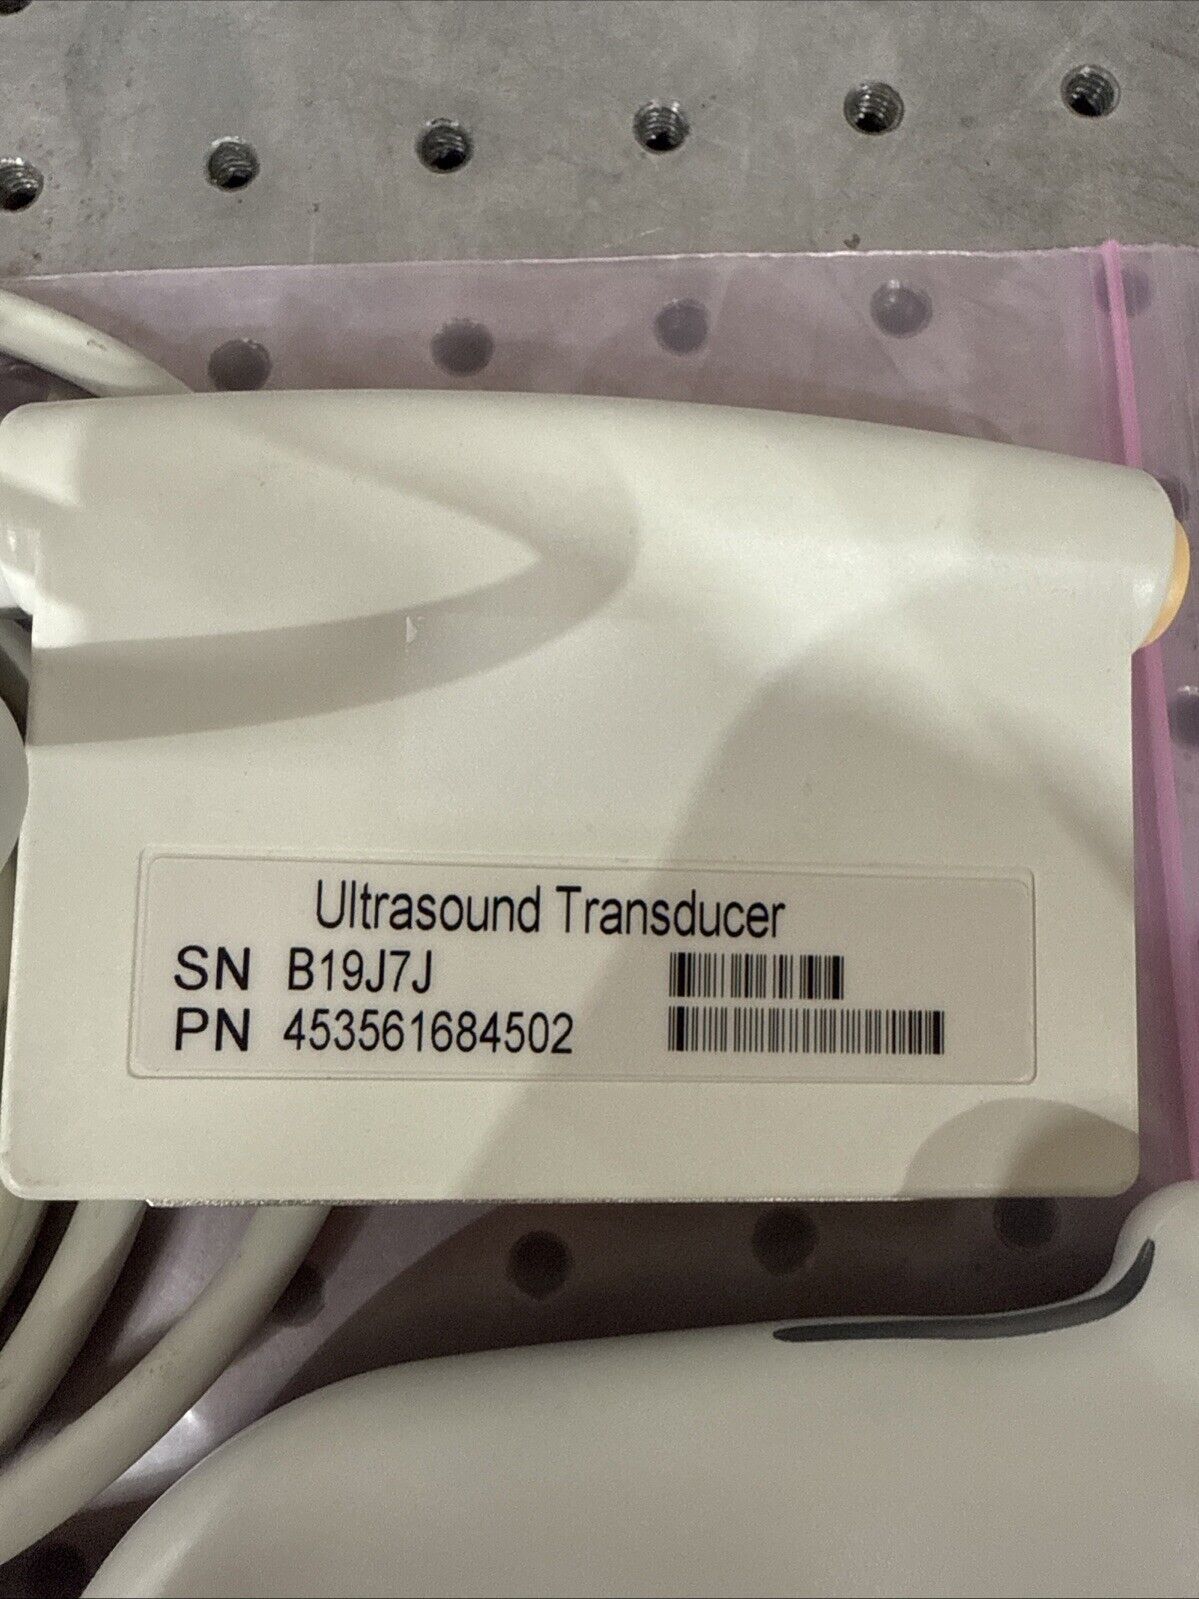 Ultrasound Transducer
SN B19J7J
PN 453561684502